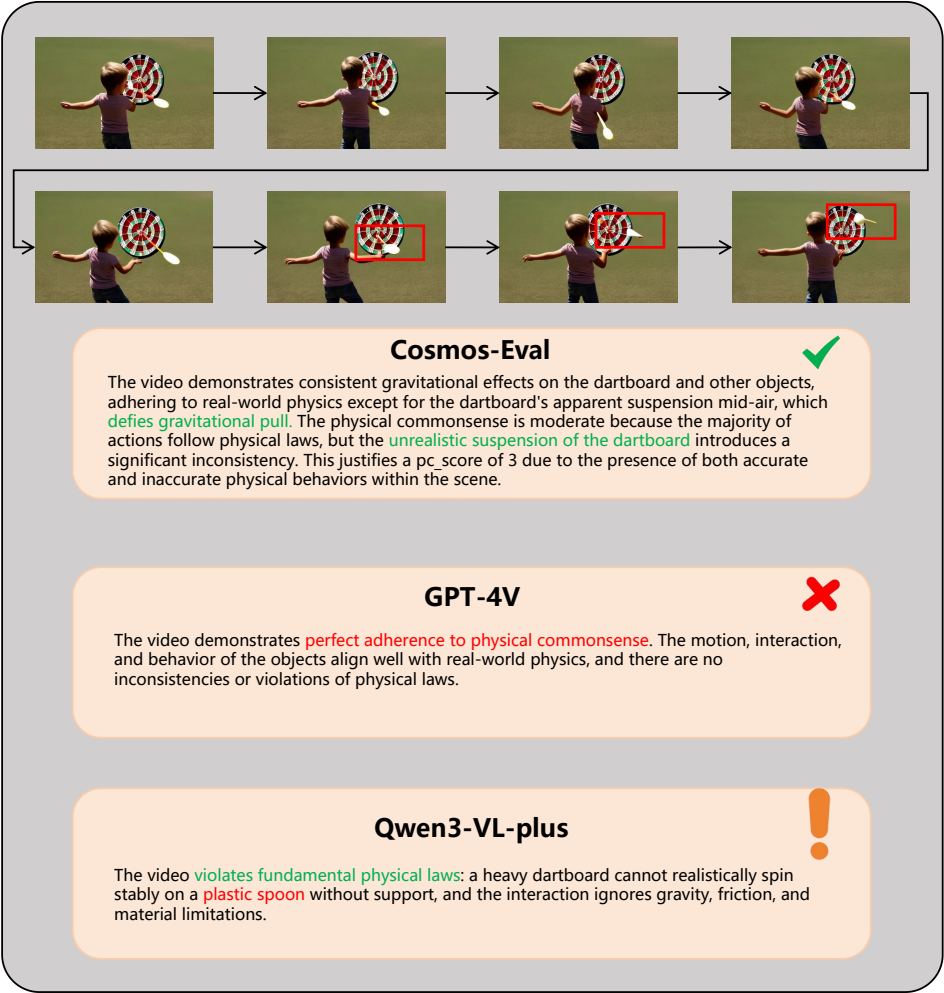 Cosmos-Eval
The video demonstrates consistent gravitational effects on the dartboard and other objects,
adhering to real-world physics except for the dartboard's apparent suspension mid-air, which
defies gravitational pull. The physical commonsense is moderate because the majority of
actions follow physical laws, but the unrealistic suspension of the dartboard introduces a
significant inconsistency. This justifies a pc_score of 3 due to the presence of both accurate
and inaccurate physical behaviors within the scene.
GPT-4V
The video demonstrates perfect adherence to physical commonsense. The motion, interaction,
and behavior of the objects align well with real-world physics, and there are no
inconsistencies or violations of physical laws.
Qwen3-VL-plus
The video violates fundamental physical laws: a heavy dartboard cannot realistically spin
stably on a plastic spoon without support, and the interaction ignores gravity, friction, and
material limitations.